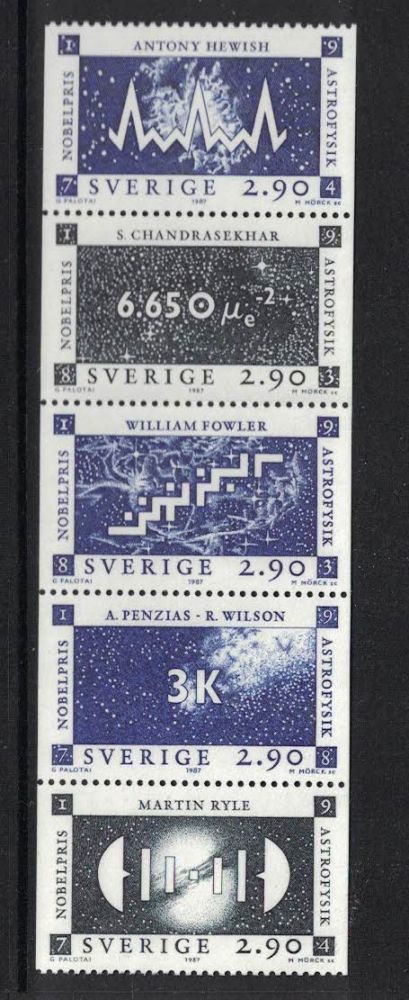 1 ANTONY HEWISH 9
NOBELPRIS
ASTROFYSIK
7 SVERIGE 2.90 4
G PALOTAI 1987 M MÖRCK sc
1 S. CHANDRASEKHAR 9
NOBELPRIS
6.65⊙ μe-2
ASTROFYSIK
8 SVERIGE 2.90 3
G PALOTAI 1987 M MÖRCK sc
1 WILLIAM FOWLER 9
NOBELPRIS
ASTROFYSIK
8 SVERIGE 2.90 3
G PALOTAI 1987 M MÖRCK sc
1 A. PENZIAS - R. WILSON 9
NOBELPRIS
3K
ASTROFYSIK
7 SVERIGE 2.90 8
G PALOTAI 1987 M MÖRCK sc
1 MARTIN RYLE 9
NOBELPRIS
ASTROFYSIK
7 SVERIGE 2.90 4
G PALOTAI 1987 M MÖRCK sc